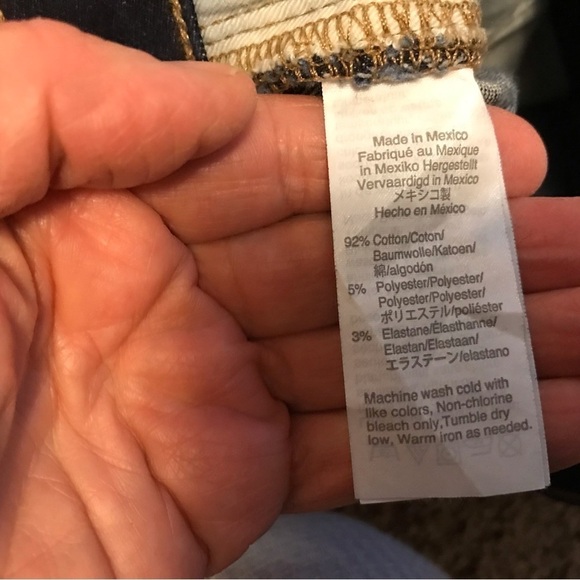 Made in Mexico
Fabriqué au Mexique
in Mexiko Hergestellt
Vervaardigd in Mexico
メキシコ製
Hecho en México
92% Cotton/Coton/
Baumwolle/Katoen/
綿/algodón
5% Polyester/Polyester/
Polyester/Polyester/
ポリエステル/poliéster
3% Elastane/Élasthanne/
Elastan/Elastaan/
エラステーン/elastano
Machine wash cold with
like colors, Non-chlorine
bleach only,Tumble dry
low, Warm iron as needed.